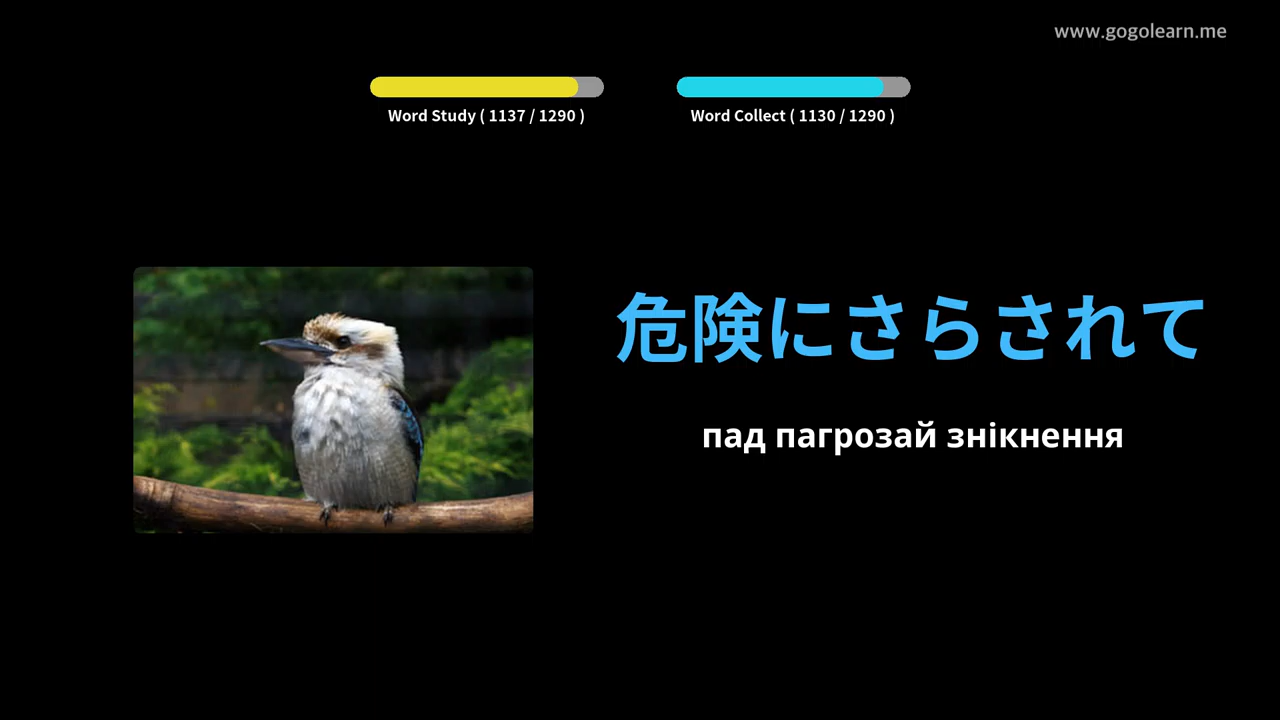 www.gogolearn.me
Word Study ( 1137 / 1290 )
Word Collect ( 1130 / 1290 )
危険にさらされて
пад пагрозай знікнення